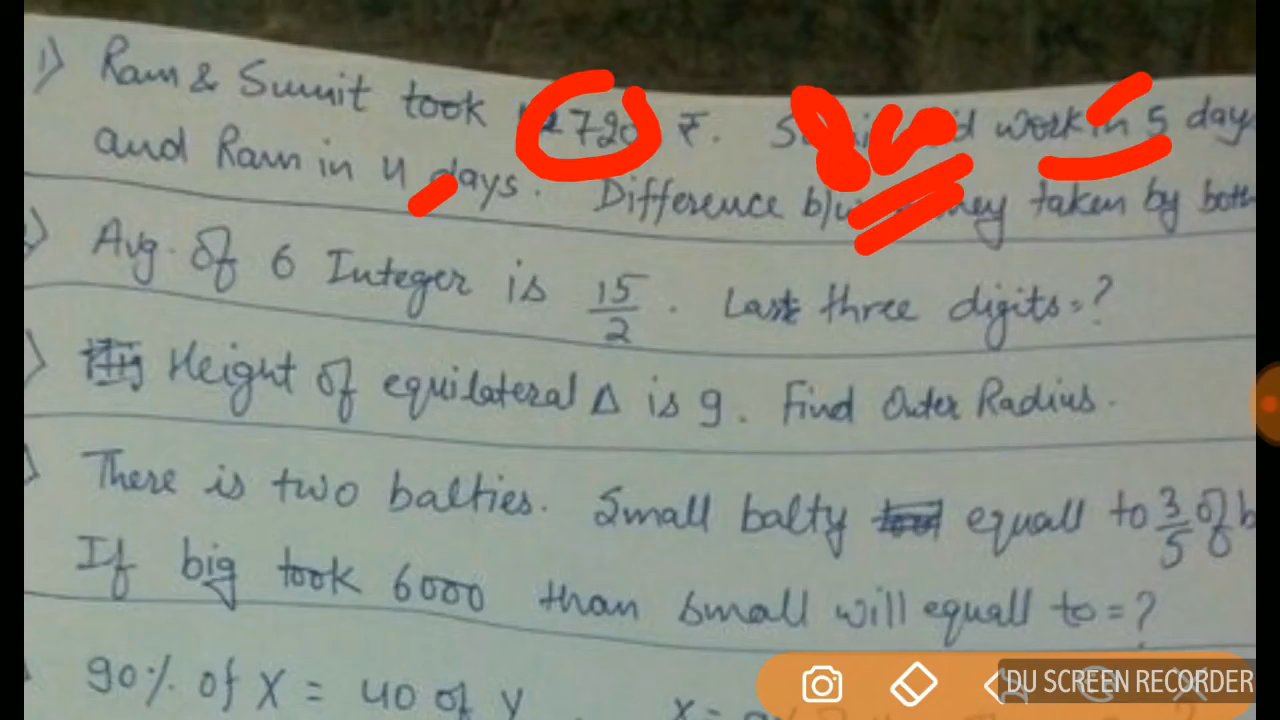 1) Ram & Sumit took 720 ₹. work in 5 day
and Ram in 4 days. Difference b/w taken by both
Avg. of 6 Integer is 15/2. Last three digits=?
Height of equilateral Δ is 9. Find Outer Radius.
There is two balties. Small balty equall to 3/5 of b
If big took 6000 than small will equall to=?
90% of X = 40 of Y
X=
DU SCREEN RECORDER